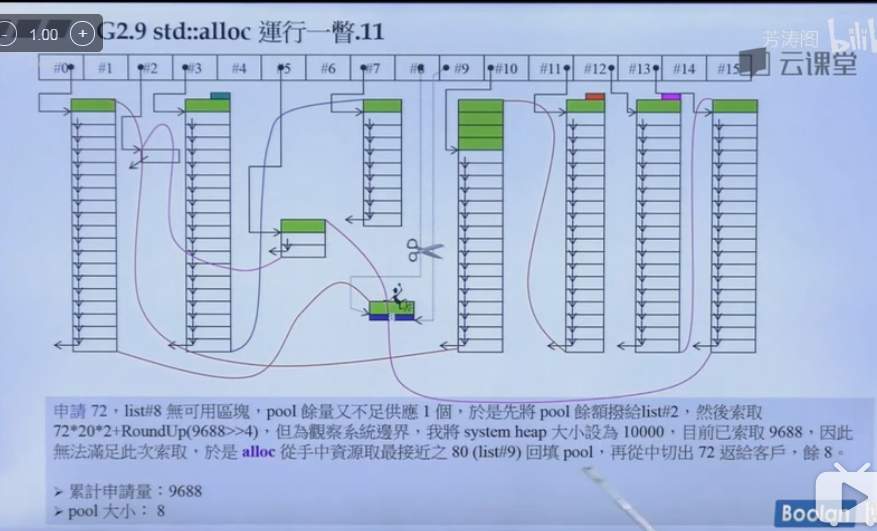 1.00
G2.9 std::alloc 運行一瞥.11
芳涛阁 bili
云课堂
#0 #1 #2 #3 #4 #5 #6 #7 #8 #9 #10 #11 #12 #13 #14 #15
8
申請 72，list#8 無可用區塊，pool 餘量又不足供應 1 個，於是先將 pool 餘額撥給list#2，然後索取
72*20*2+RoundUp(9688>>4)，但為觀察系統邊界，我將 system heap 大小設為 10000，目前已索取 9688，因此
無法滿足此次索取，於是 alloc 從手中資源取最接近之 80 (list#9) 回填 pool，再從中切出 72 返給客戶，餘 8。
➢ 累計申請量：9688
➢ pool 大小： 8
Boolan